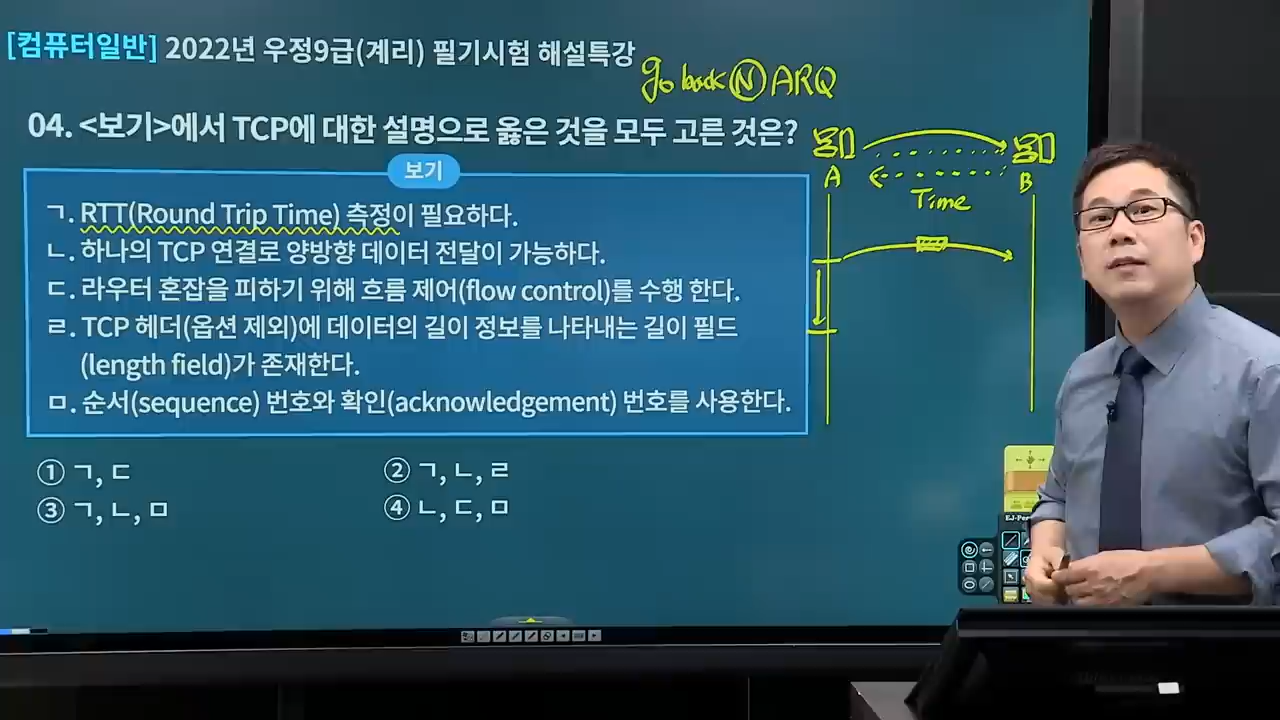 [컴퓨터일반] 2022년 우정9급(계리) 필기시험 해설특강
go back N ARQ
04. <보기>에서 TCP에 대한 설명으로 옳은 것을 모두 고른 것은?
보기
ㄱ. RTT(Round Trip Time) 측정이 필요하다.
ㄴ. 하나의 TCP 연결로 양방향 데이터 전달이 가능하다.
ㄷ. 라우터 혼잡을 피하기 위해 흐름 제어(flow control)를 수행 한다.
ㄹ. TCP 헤더(옵션 제외)에 데이터의 길이 정보를 나타내는 길이 필드
(length field)가 존재한다.
ㅁ. 순서(sequence) 번호와 확인(acknowledgement) 번호를 사용한다.
A B
Time
① ㄱ, ㄷ ② ㄱ, ㄴ, ㄹ
③ ㄱ, ㄴ, ㅁ ④ ㄴ, ㄷ, ㅁ